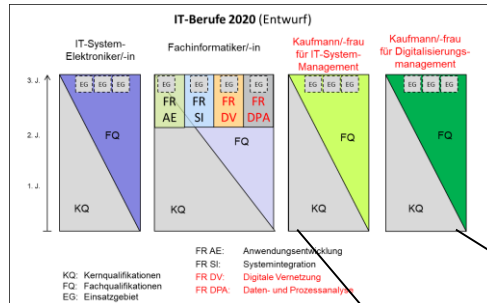 IT-Berufe 2020 (Entwurf)
IT-System-
Elektroniker/-in
Fachinformatiker/-in
Kaufmann/-frau
für IT-System-
Management
Kaufmann/-frau
für Digitalisierungs-
management
3. J.
2. J.
1. J.
EG EG EG
FQ
KQ
EG EG EG EG
FR AE
FR SI
FR DV
FR DPA
FQ
KQ
EG EG EG
FQ
KQ
EG EG EG
FQ
KQ
KQ: Kernqualifikationen
FQ: Fachqualifikationen
EG: Einsatzgebiet
FR AE: Anwendungsentwicklung
FR SI: Systemintegration
FR DV: Digitale Vernetzung
FR DPA: Daten- und Prozessanalyse